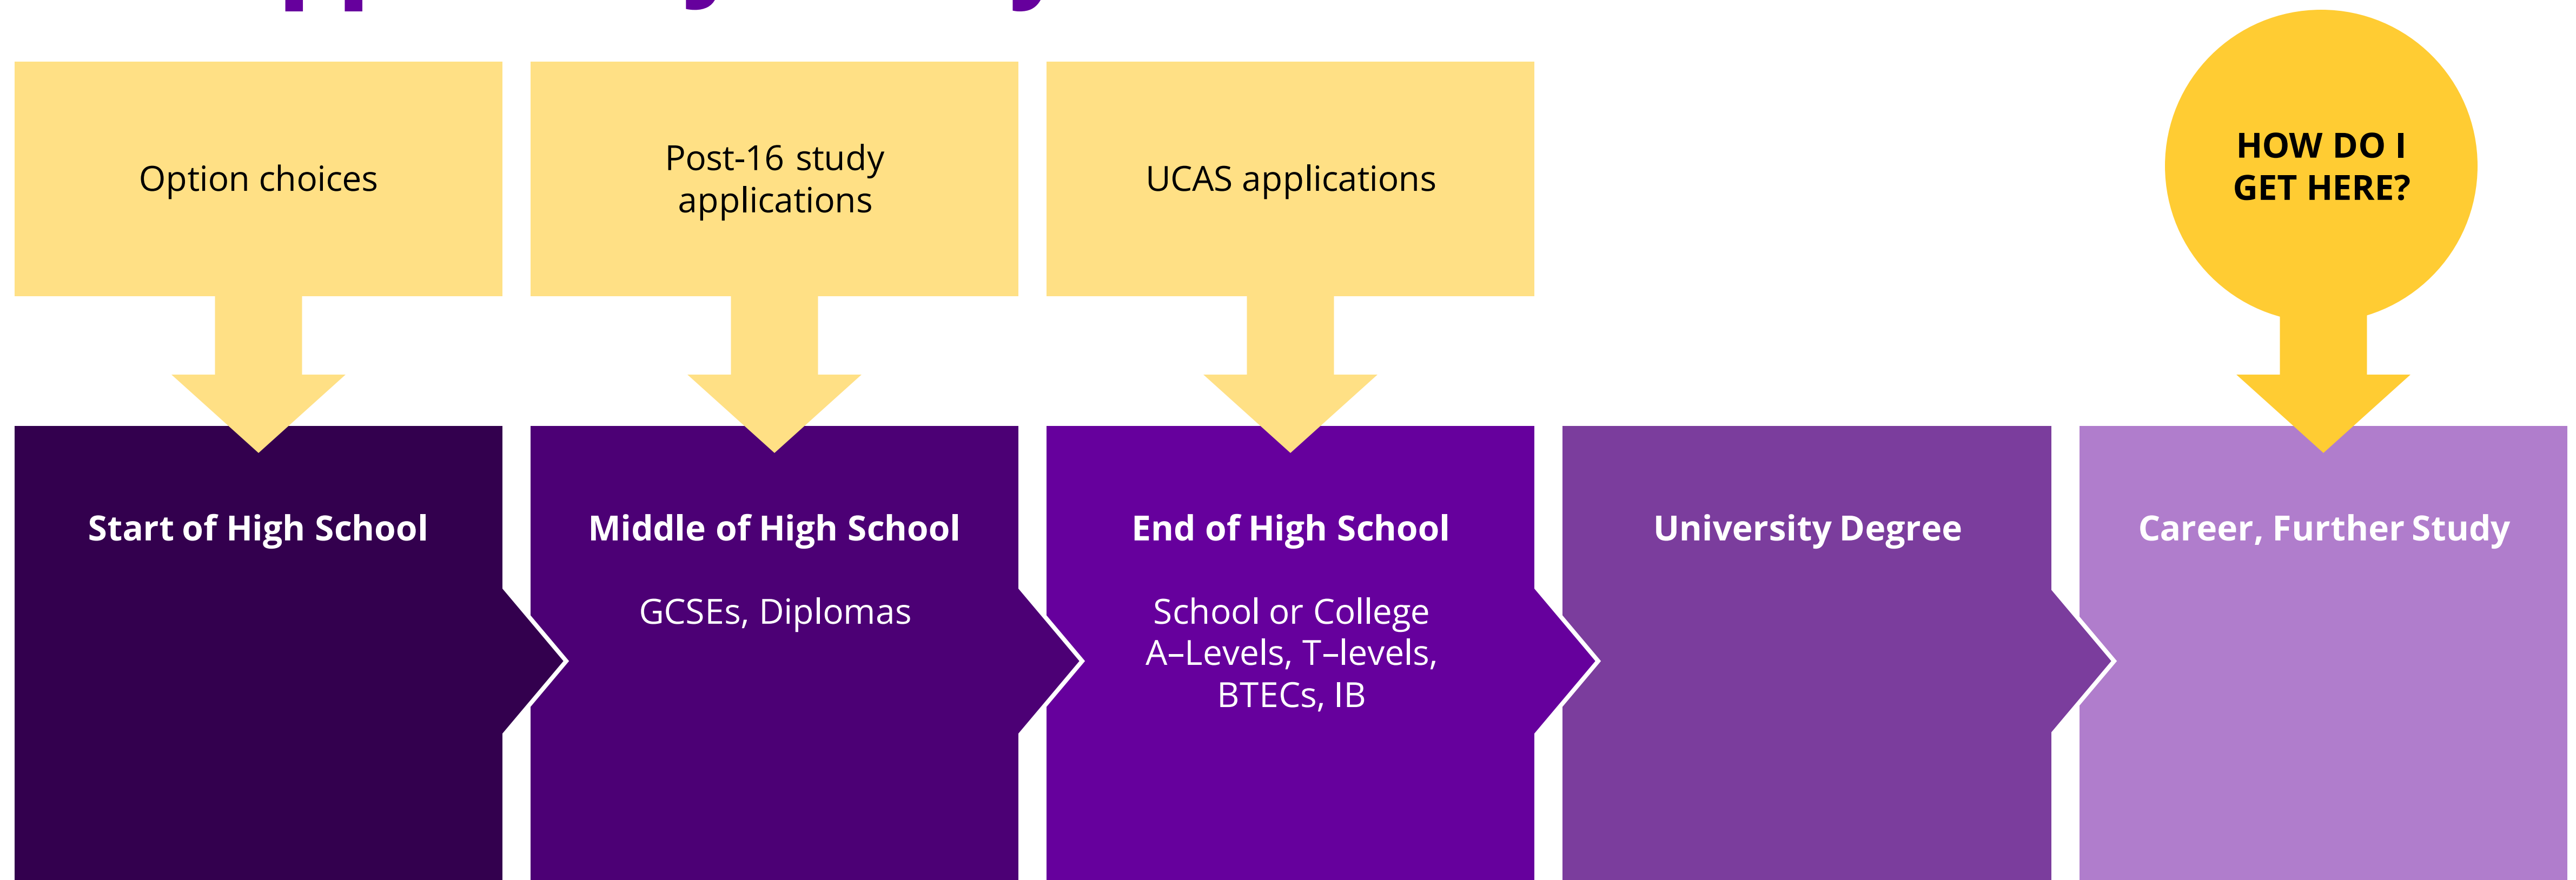 Option choices
Post-16 study
applications
UCAS applications
HOW DO I
GET HERE?
Start of High School
Middle of High School
GCSEs, Diplomas
End of High School
School or College
A–Levels, T–levels,
BTECs, IB
University Degree
Career, Further Study